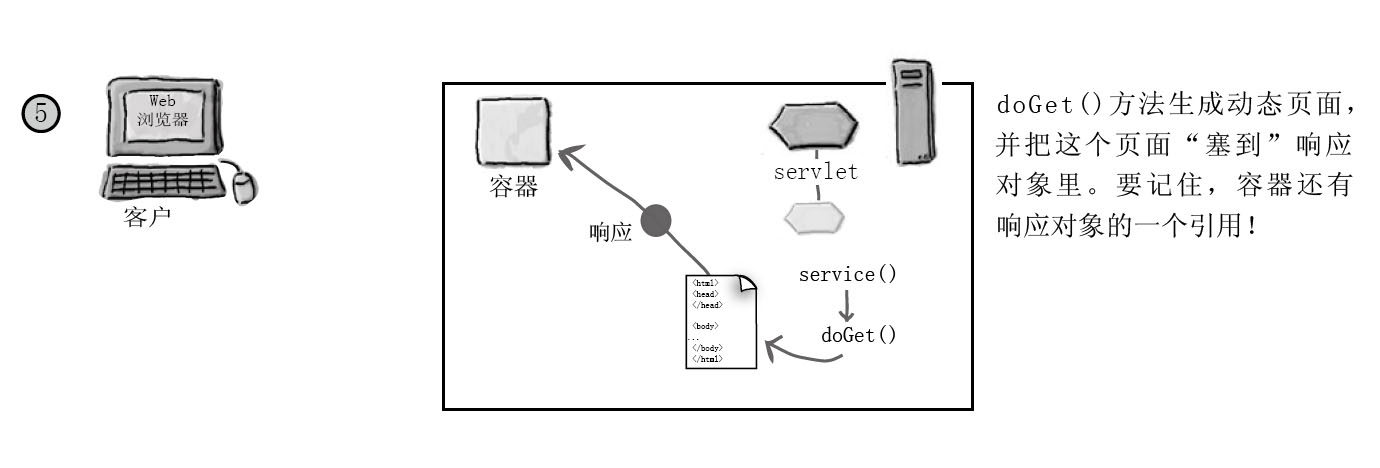 5
Web
浏览器
客户
容器
响应
servlet
service()
doGet()
<html>
<head>
</head>
<body>
...
</body>
</html>
doGet()方法生成动态页面，
并把这个页面“塞到”响应
对象里。要记住，容器还有
响应对象的一个引用！